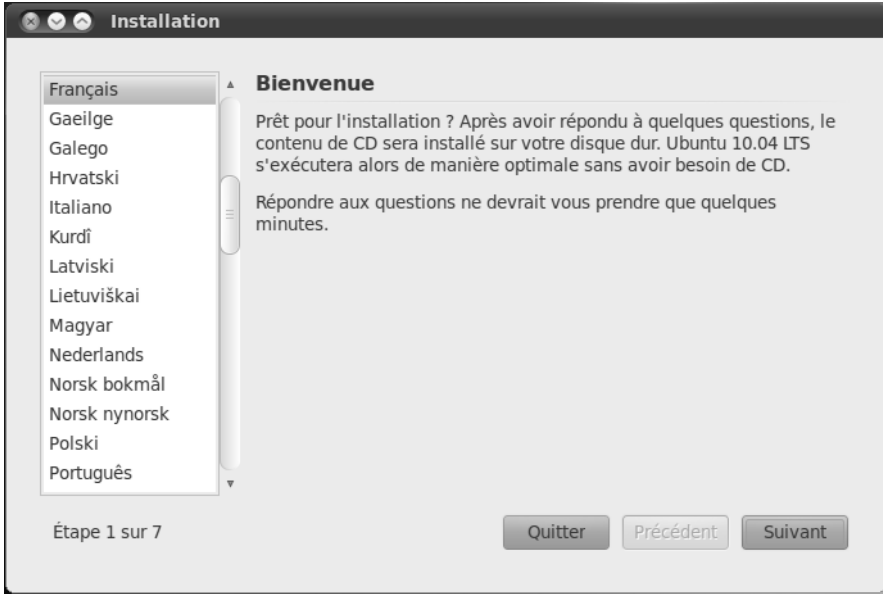 Installation
Français
Gaeilge
Galego
Hrvatski
Italiano
Kurdî
Latviski
Lietuviškai
Magyar
Nederlands
Norsk bokmål
Norsk nynorsk
Polski
Português
Bienvenue
Prêt pour l'installation ? Après avoir répondu à quelques questions, le
contenu de CD sera installé sur votre disque dur. Ubuntu 10.04 LTS
s'exécutera alors de manière optimale sans avoir besoin de CD.
Répondre aux questions ne devrait vous prendre que quelques
minutes.
Étape 1 sur 7
Quitter
Précédent
Suivant